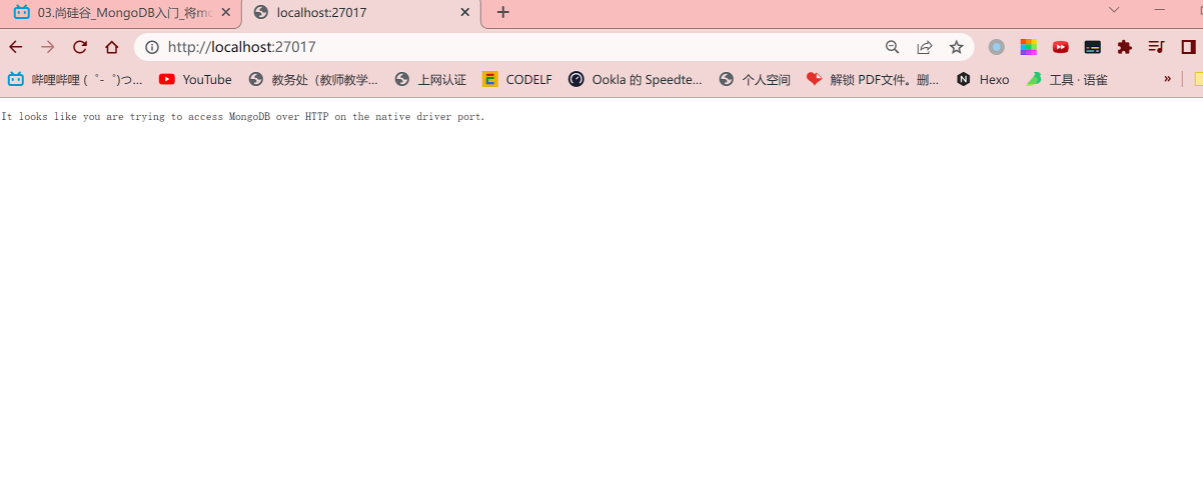 03.尚硅谷_MongoDB入门_将mo
localhost:27017
http://localhost:27017
哔哩哔哩 (゜-゜)つ... YouTube 教务处（教师教学... 上网认证 CODELF Ookla 的 Speedte... 个人空间 解锁 PDF文件。删... Hexo 工具 · 语雀 »
It looks like you are trying to access MongoDB over HTTP on the native driver port.